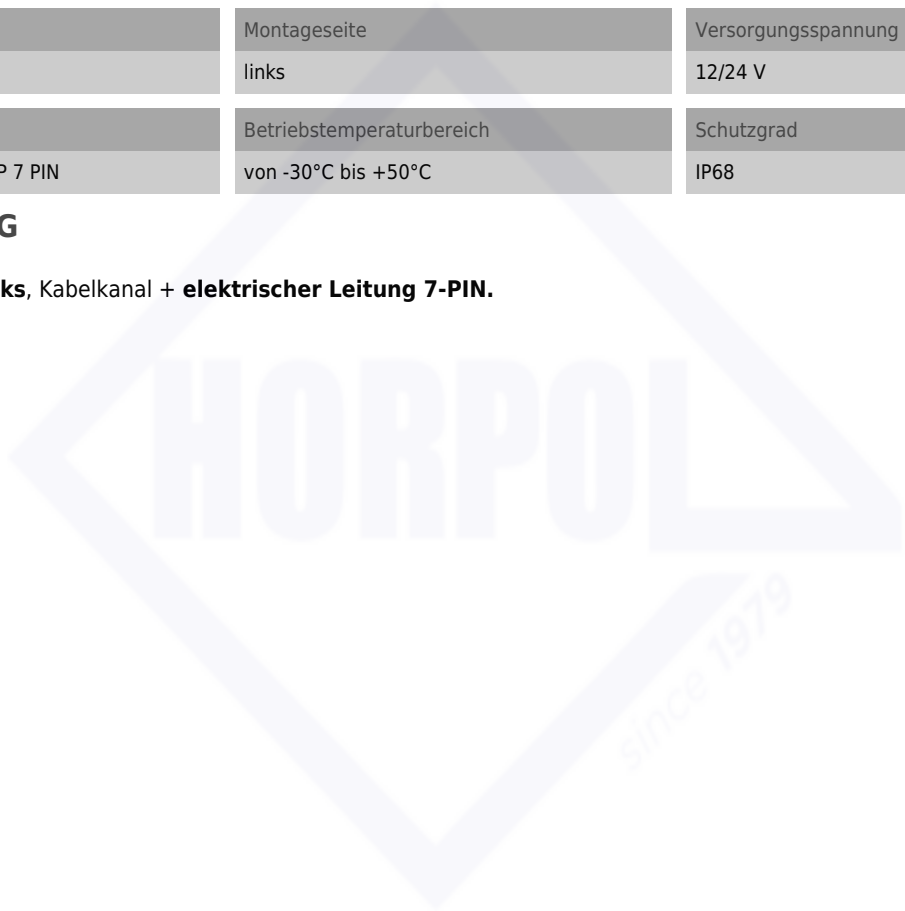 Montageseite Versorgungsspannung
links 12/24 V
Betriebstemperaturbereich Schutzgrad
P 7 PIN von -30°C bis +50°C IP68
G
ks, Kabelkanal + elektrischer Leitung 7-PIN.
HORPOL
since 1979